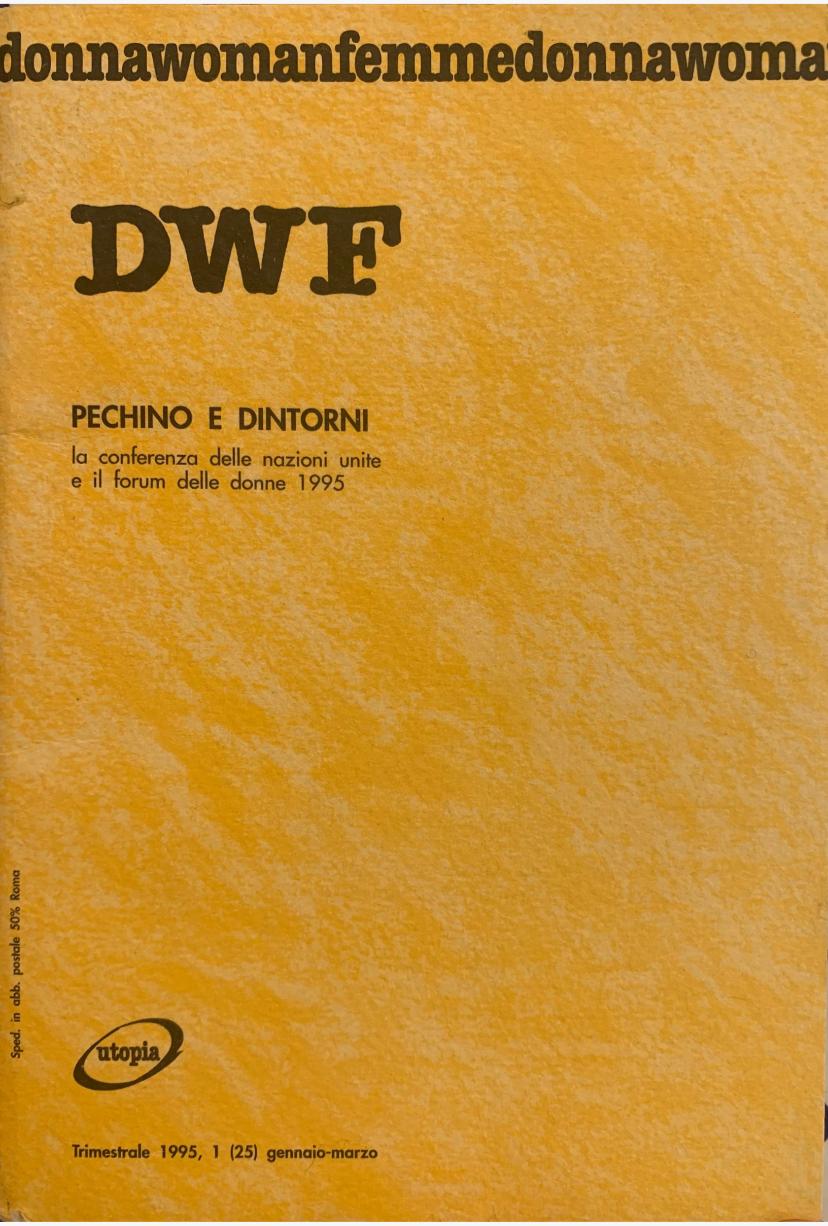 donnawomanfemmedonnawoma
DWF
PECHINO E DINTORNI
la conferenza delle nazioni unite
e il forum delle donne 1995
Sped. in abb. postale 50% Roma
utopia
Trimestrale 1995, 1 (25) gennaio-marzo